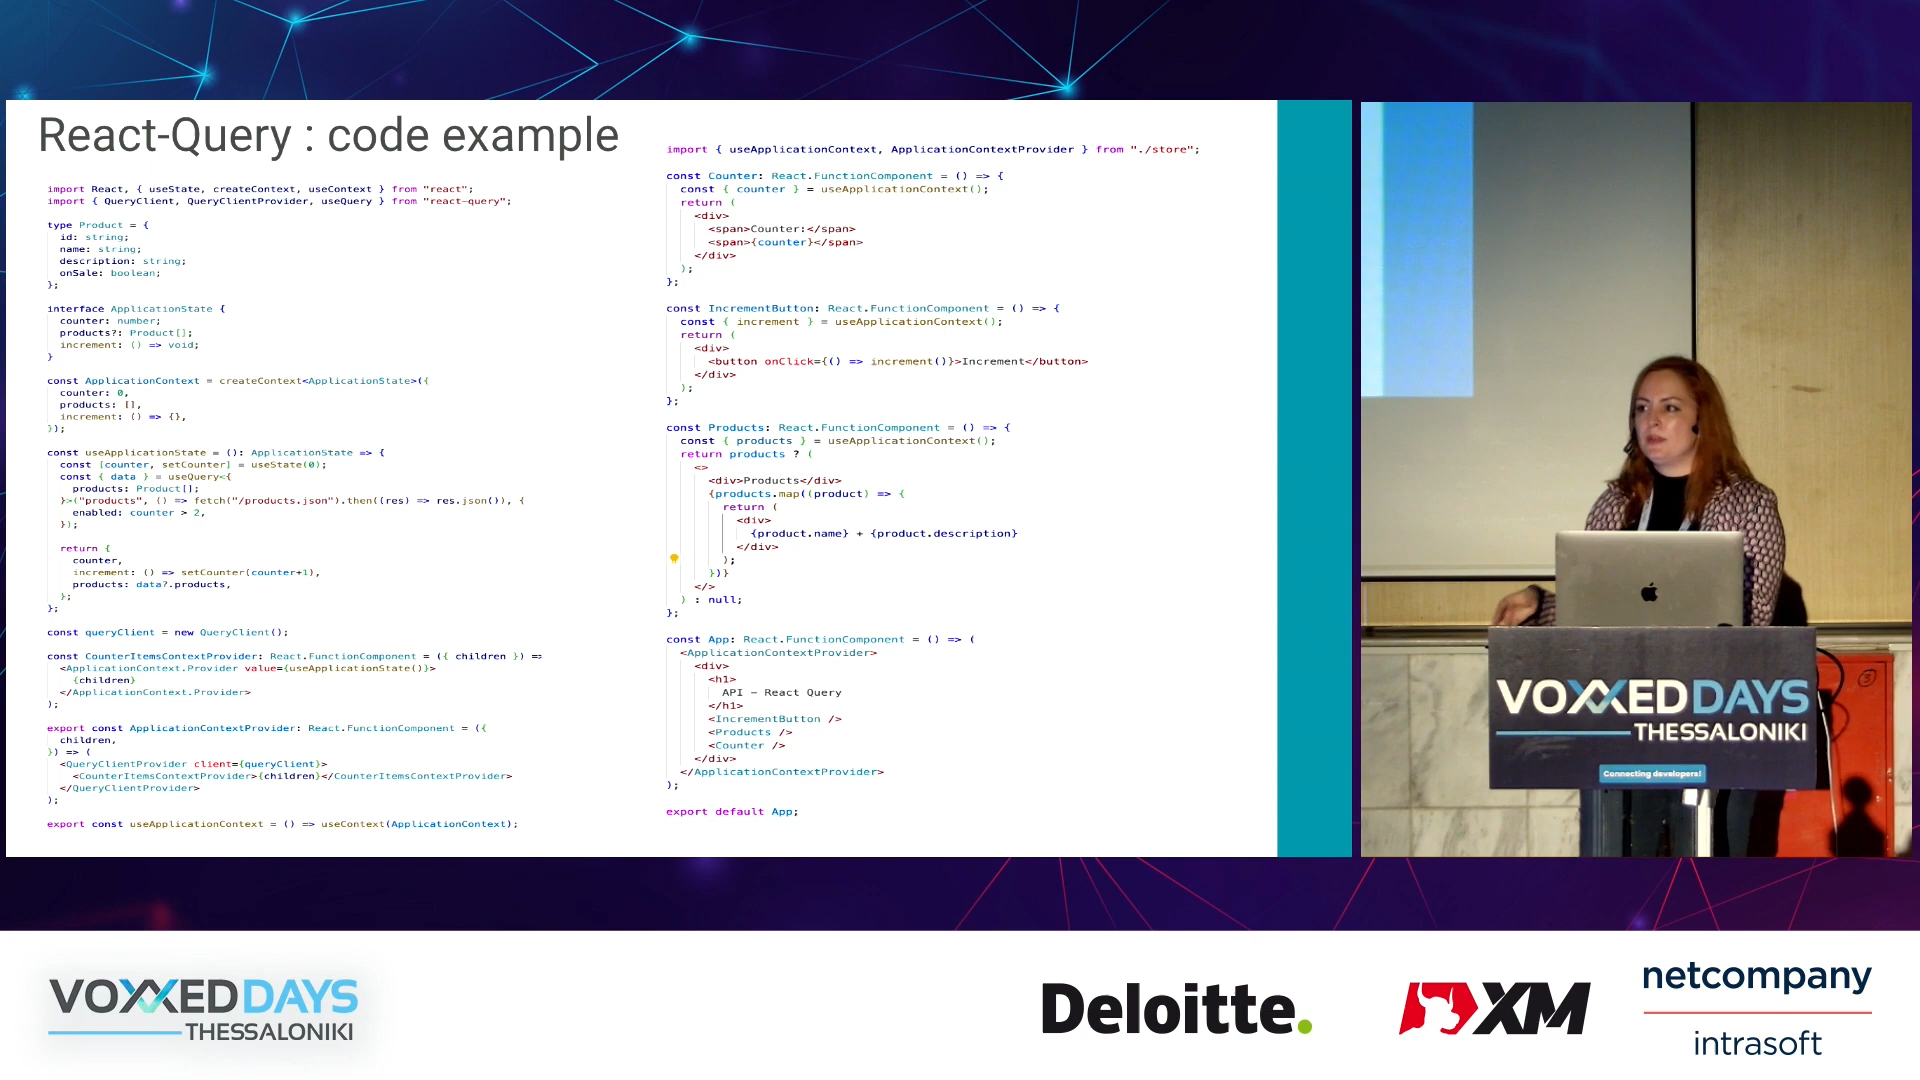 React-Query : code example
import React, { useState, createContext, useContext } from "react";
import { QueryClient, QueryClientProvider, useQuery } from "react-query";
type Product = {
id: string;
name: string;
description: string;
onSale: boolean;
};
interface ApplicationState {
counter: number;
products?: Product[];
increment: () => void;
}
const ApplicationContext = createContext<ApplicationState>({
counter: 0,
products: [],
increment: () => {},
});
const useApplicationState = (): ApplicationState => {
const [counter, setCounter] = useState(0);
const { data } = useQuery<{
products: Product[];
}>("products", () => fetch("/products.json").then((res) => res.json()), {
enabled: counter > 2,
});
return {
counter,
increment: () => setCounter(counter+1),
products: data?.products,
};
};
const queryClient = new QueryClient();
const CounterItemsContextProvider: React.FunctionComponent = ({ children }) =>
<ApplicationContext.Provider value={useApplicationState()}>
{children}
</ApplicationContext.Provider>
);
export const ApplicationContextProvider: React.FunctionComponent = ({
children,
}) => (
<QueryClientProvider client={queryClient}>
<CounterItemsContextProvider>{children}</CounterItemsContextProvider>
</QueryClientProvider>
);
export const useApplicationContext = () => useContext(ApplicationContext);
import { useApplicationContext, ApplicationContextProvider } from "./store";
const Counter: React.FunctionComponent = () => {
const { counter } = useApplicationContext();
return (
<div>
<span>Counter:</span>
<span>{counter}</span>
</div>
);
};
const IncrementButton: React.FunctionComponent = () => {
const { increment } = useApplicationContext();
return (
<div>
<button onClick={() => increment()}>Increment</button>
</div>
);
};
const Products: React.FunctionComponent = () => {
const { products } = useApplicationContext();
return products ? (
<>
<div>Products</div>
{products.map((product) => {
return (
<div>
{product.name} + {product.description}
</div>
);
})}
</>
) : null;
};
const App: React.FunctionComponent = () => (
<ApplicationContextProvider>
<div>
<h1>
API – React Query
</h1>
<IncrementButton />
<Products />
<Counter />
</div>
</ApplicationContextProvider>
);
export default App;
VOXXED DAYS
THESSALONIKI
Connecting developers!
VOXXED DAYS
THESSALONIKI
Deloitte.
XM
netcompany
intrasoft